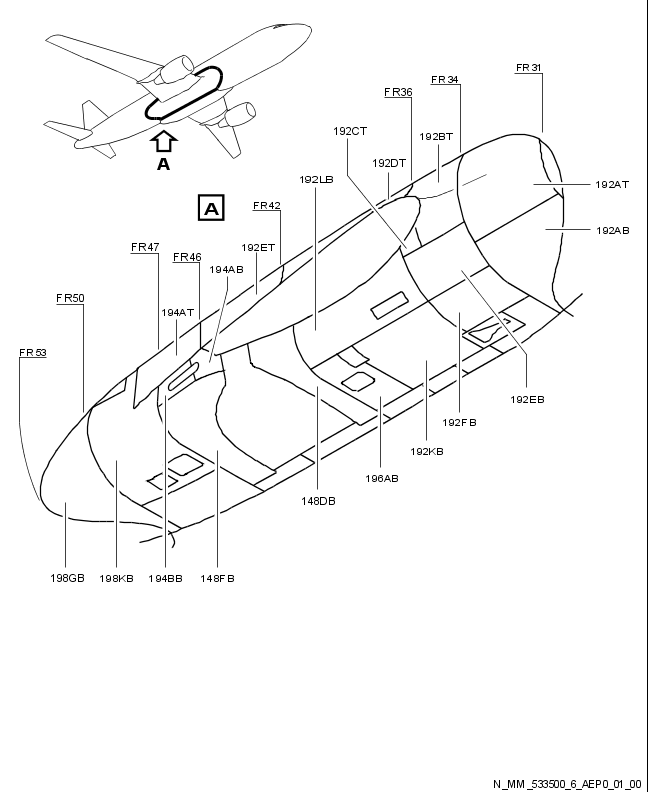 A
FR31
FR34
FR36
192CT
192BT
192DT
192LB
192AT
A
FR42
192AB
FR47
192ET
FR46
194AB
FR50
194AT
FR53
192EB
192FB
192KB
196AB
148DB
198GB 198KB 194BB 148FB
N_MM_533500_6_AEP0_01_00